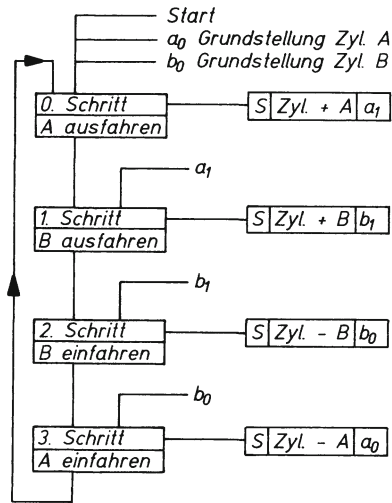 Start
a₀ Grundstellung Zyl. A
b₀ Grundstellung Zyl. B
0. Schritt
A ausfahren
S Zyl. + A a₁
a₁
1. Schritt
B ausfahren
S Zyl. + B b₁
b₁
2. Schritt
B einfahren
S Zyl. - B b₀
b₀
3. Schritt
A einfahren
S Zyl. - A a₀